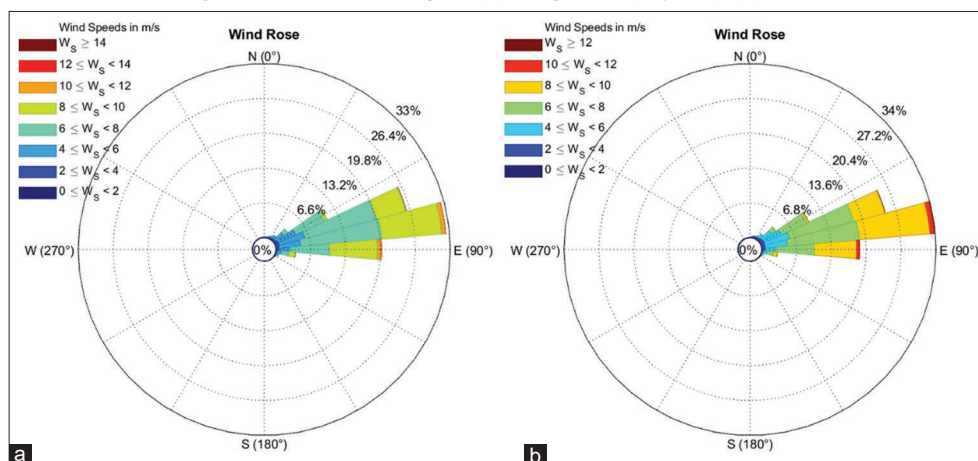 Wind Speeds in m/s
W_S ≥ 14
12 ≤ W_S < 14
10 ≤ W_S < 12
8 ≤ W_S < 10
6 ≤ W_S < 8
4 ≤ W_S < 6
2 ≤ W_S < 4
0 ≤ W_S < 2
Wind Rose
N (0°)
33%
26.4%
19.8%
13.2%
6.6%
0%
W (270°)
E (90°)
S (180°)
a
Wind Speeds in m/s
W_S ≥ 12
10 ≤ W_S < 12
8 ≤ W_S < 10
6 ≤ W_S < 8
4 ≤ W_S < 6
2 ≤ W_S < 4
0 ≤ W_S < 2
Wind Rose
N (0°)
34%
27.2%
20.4%
13.6%
6.8%
0%
W (270°)
E (90°)
S (180°)
b